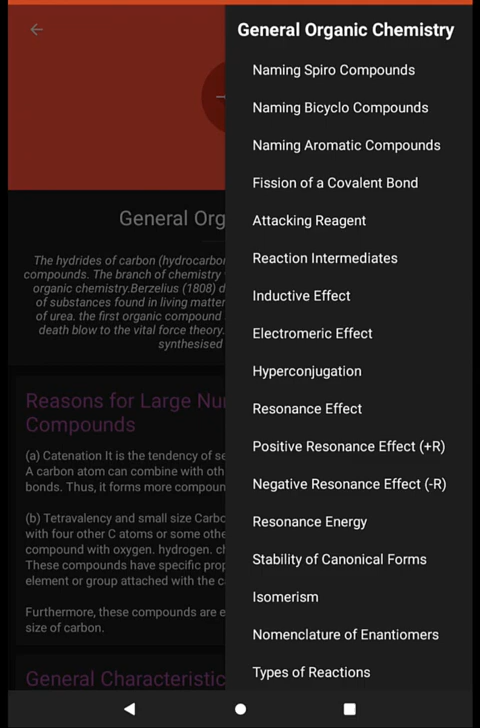 General Organic Chemistry
Naming Spiro Compounds
Naming Bicyclo Compounds
Naming Aromatic Compounds
Fission of a Covalent Bond
Attacking Reagent
Reaction Intermediates
Inductive Effect
Electromeric Effect
Hyperconjugation
Resonance Effect
Positive Resonance Effect (+R)
Negative Resonance Effect (-R)
Resonance Energy
Stability of Canonical Forms
Isomerism
Nomenclature of Enantiomers
Types of Reactions
General Org
The hydrides of carbon (hydrocarbon
compounds. The branch of chemistry
organic chemistry.Berzelius (1808) d
of substances found in living matter
of urea. the first organic compound
death blow to the vital force theory.
synthesised
Reasons for Large Nu
Compounds
(a) Catenation It is the tendency of se
A carbon atom can combine with oth
bonds. Thus, it forms more compoun
(b) Tetravalency and small size Carbo
with four other C atoms or some othe
compound with oxygen. hydrogen. ch
These compounds have specific prop
element or group attached with the c
Furthermore, these compounds are e
size of carbon.
General Characteristic